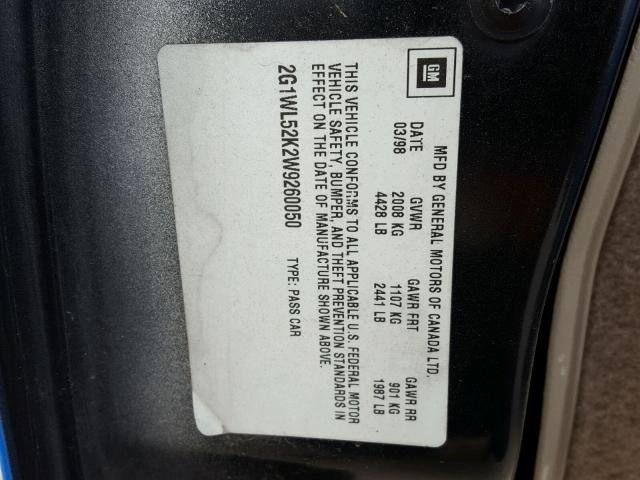 GM
MFD BY GENERAL MOTORS OF CANADA LTD.
DATE GVWR GAWR FRT GAWR RR
03/98 2008 KG 1107 KG 901 KG
4428 LB 2441 LB 1987 LB
THIS VEHICLE CONFORMS TO ALL APPLICABLE U.S. FEDERAL MOTOR
VEHICLE SAFETY, BUMPER, AND THEFT PREVENTION STANDARDS IN
EFFECT ON THE DATE OF MANUFACTURE SHOWN ABOVE.
2G1WL52K2W9260050 TYPE: PASS CAR